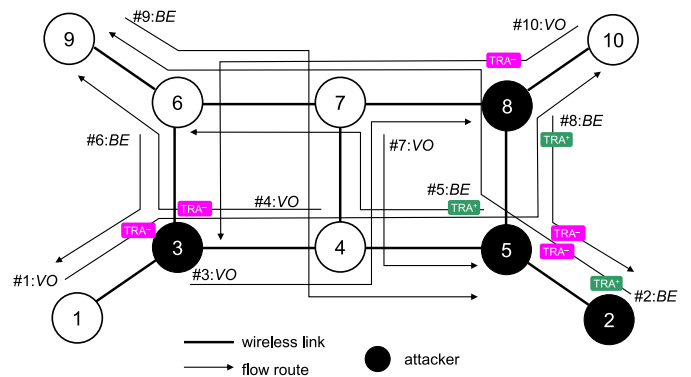 #9:BE
#10:VO
9
10
TRA−
6
7
8
#6:BE
#7:VO
#8:BE
TRA+
#5:BE
TRA−
#4:VO
TRA+
TRA−
TRA−
TRA−
3
4
5
#1:VO
#3:VO
TRA+
#2:BE
1
2
wireless link
flow route
attacker